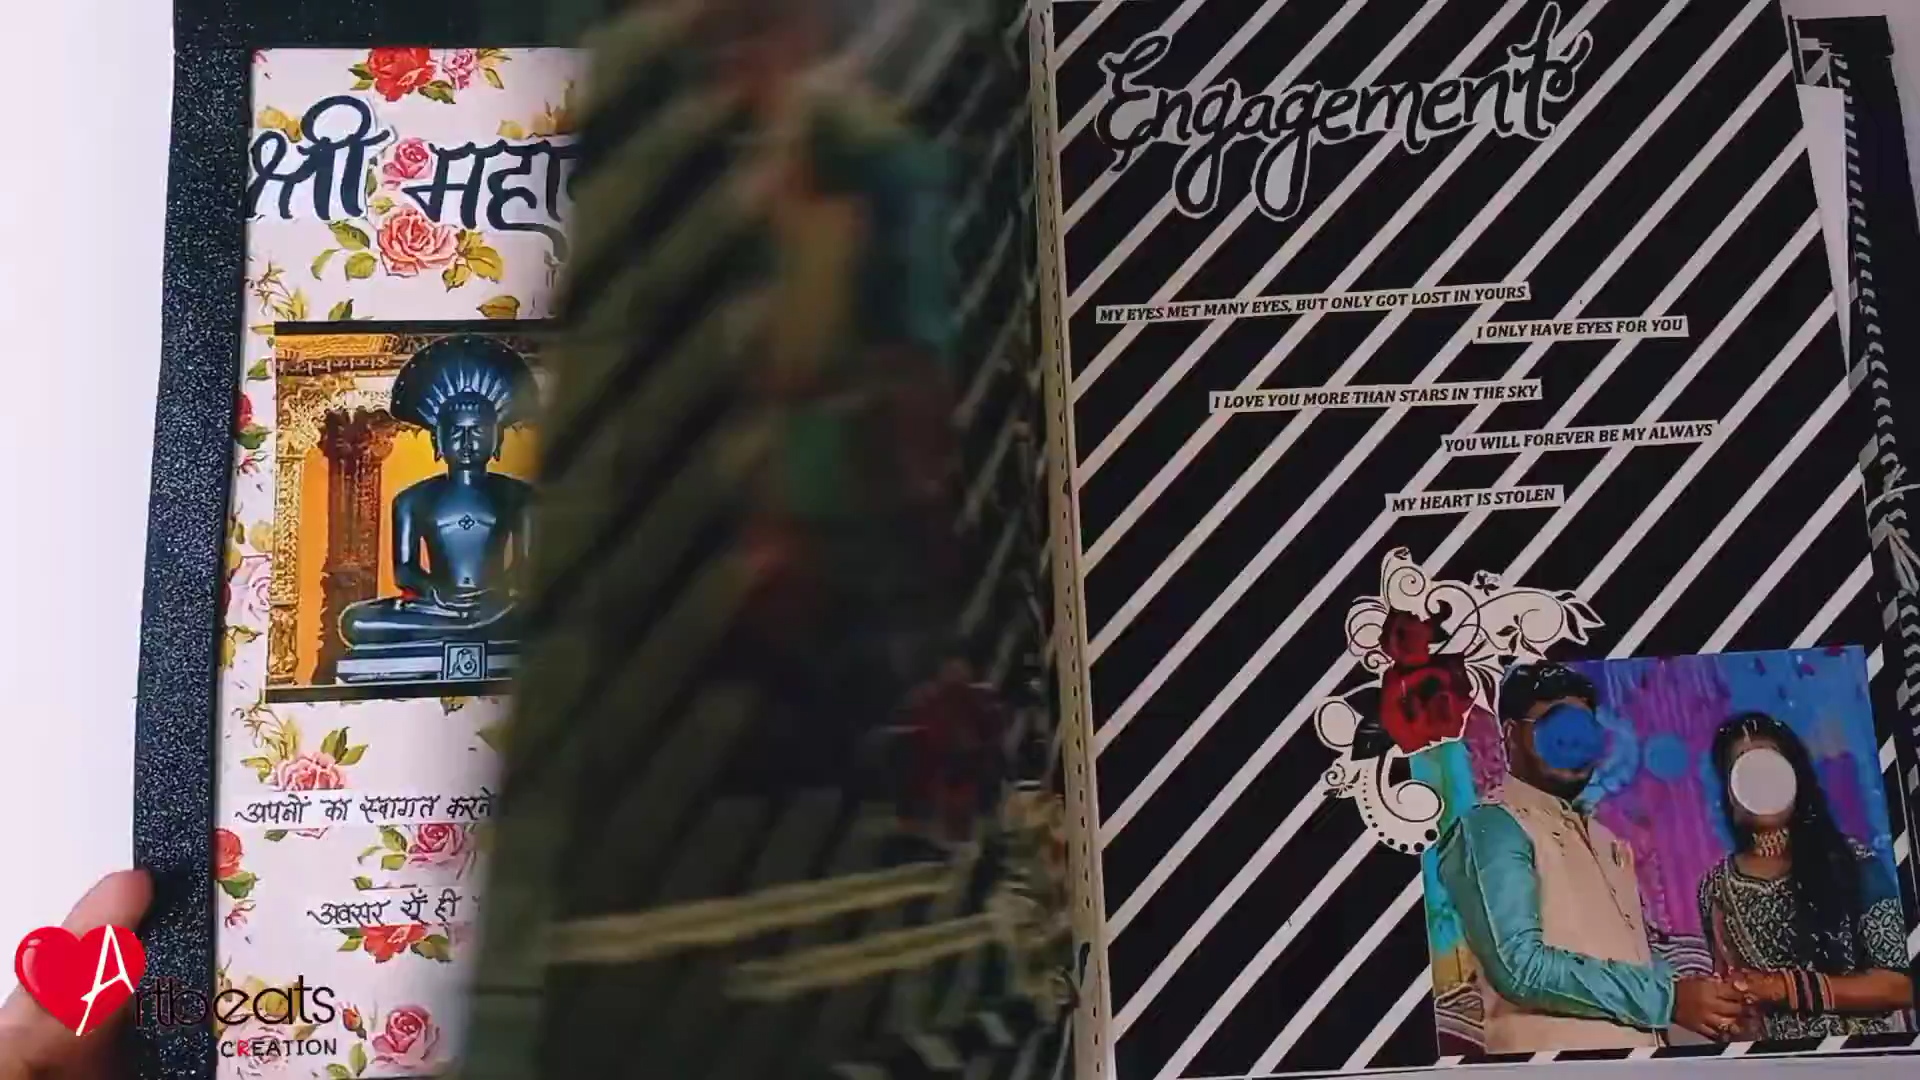 श्री
अपनों का स्वागत करने
अवसर यूँ ही
Engagement
MY EYES MET MANY EYES, BUT ONLY GOT LOST IN YOURS
I ONLY HAVE EYES FOR YOU
I LOVE YOU MORE THAN STARS IN THE SKY
YOU WILL FOREVER BE MY ALWAYS
MY HEART IS STOLEN
Artbeats
CREATION